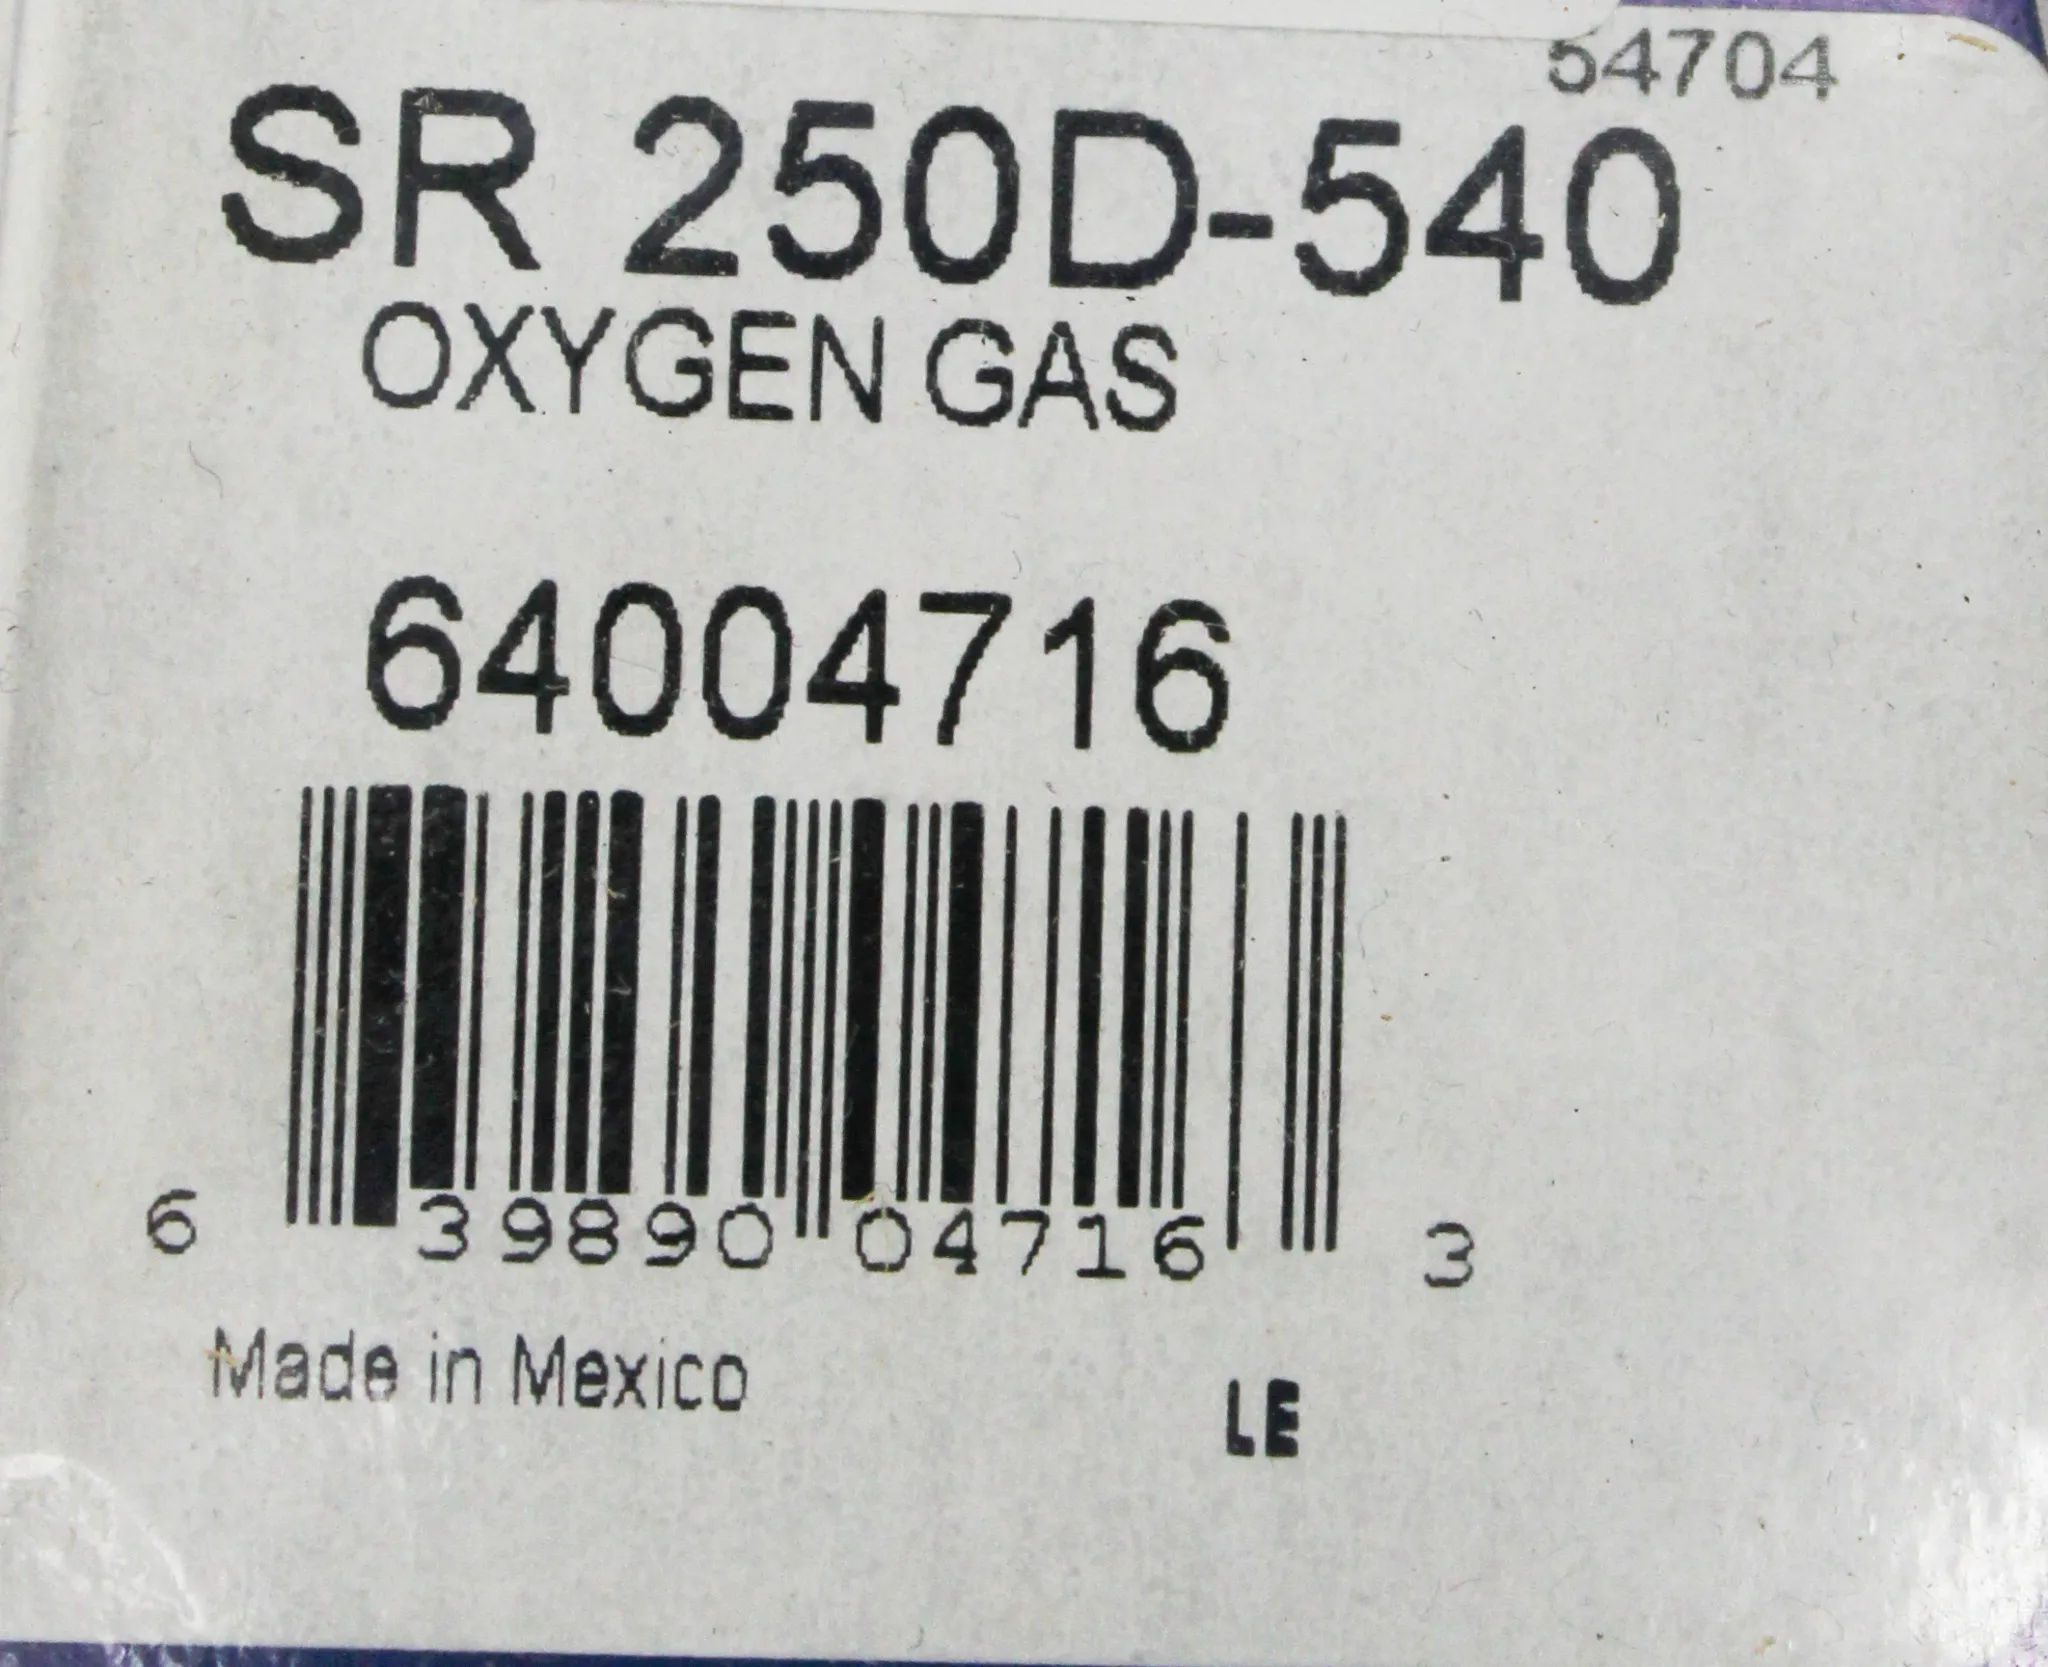 54704
SR 250D-540
OXYGEN GAS
64004716
6 39890 04716 3
Made in Mexico
LE